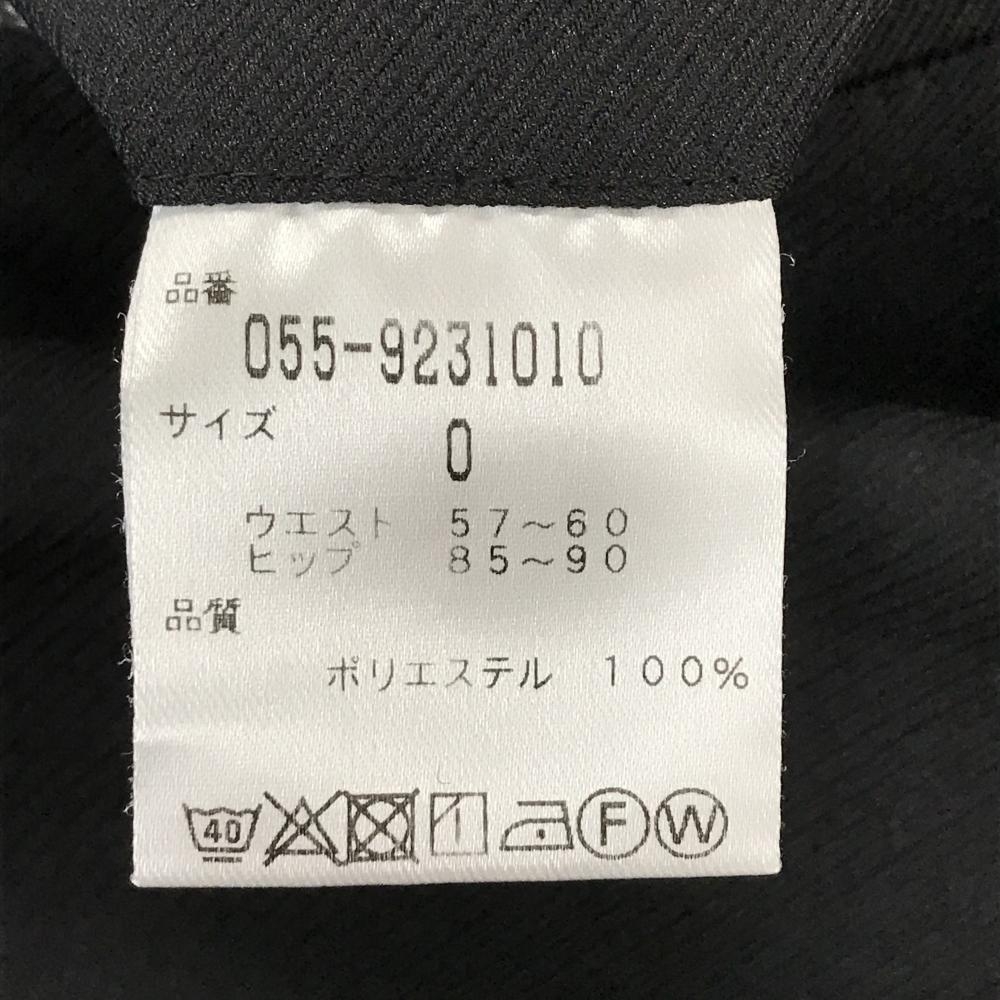 品番
055-9231010
サイズ
0
ウエスト 57～60
ヒップ 85～90
品質
ポリエステル 100%
40 1 F W